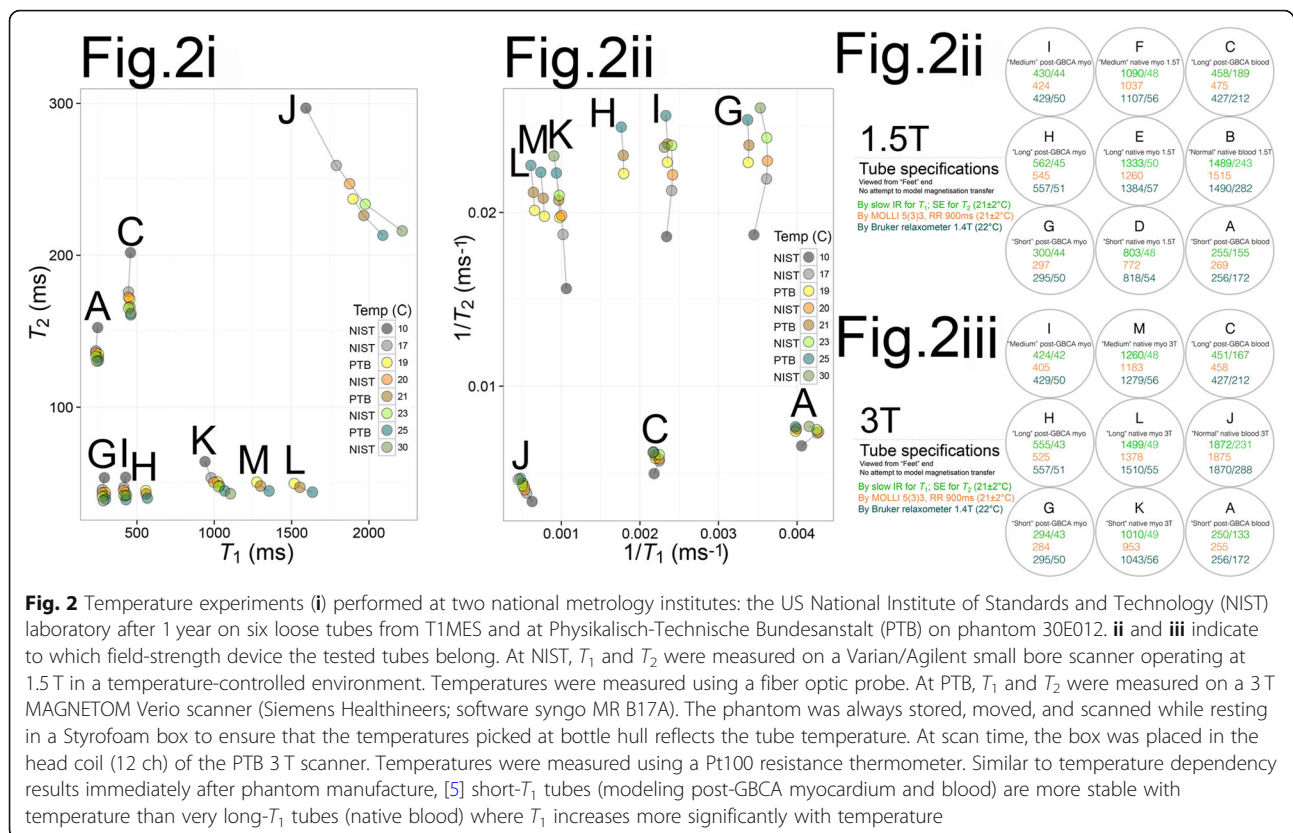 Fig.2i
T2 (ms)
300
200
100
J
C
A
G
I
H
K
M
L
Temp (C)
NIST 10
NIST 17
PTB 19
NIST 20
PTB 21
NIST 23
PTB 25
NIST 30
500
1000
1500
2000
T1 (ms)
Fig.2ii
1/T2 (ms-1)
0.02
0.01
L
M
K
H
I
G
J
C
A
Temp (C)
NIST 10
NIST 17
PTB 19
NIST 20
PTB 21
NIST 23
PTB 25
NIST 30
0.001
0.002
0.003
0.004
1/T1 (ms-1)
Fig.2ii
1.5T
Tube specifications
Viewed from "Feet" end
No attempt to model magnetisation transfer
By slow IR for T1; SE for T2 (21±2°C)
By MOLLI 5(3)3, RR 900ms (21±2°C)
By Bruker relaxometer 1.4T (22°C)
I
"Medium" post-GBCA myo
430/44
424
429/50
F
"Medium" native myo 1.5T
1090/48
1037
1107/56
C
"Long" post-GBCA blood
458/189
475
427/212
H
"Long" post-GBCA myo
562/45
545
557/51
E
"Long" native myo 1.5T
1333/50
1260
1384/57
B
"Normal" native blood 1.5T
1489/243
1515
1490/282
G
"Short" post-GBCA myo
300/44
297
295/50
D
"Short" native myo 1.5T
803/48
772
818/54
A
"Short" post-GBCA blood
255/155
269
256/172
Fig.2iii
3T
Tube specifications
Viewed from "Feet" end
No attempt to model magnetisation transfer
By slow IR for T1; SE for T2 (21±2°C)
By MOLLI 5(3)3, RR 900ms (21±2°C)
By Bruker relaxometer 1.4T (22°C)
I
"Medium" post-GBCA myo
424/42
405
429/50
M
"Medium" native myo 3T
1260/48
1183
1279/56
C
"Long" post-GBCA blood
451/167
458
427/212
H
"Long" post-GBCA myo
555/43
525
557/51
L
"Long" native myo 3T
1499/49
1378
1510/55
J
"Normal" native blood 3T
1872/231
1875
1870/288
G
"Short" post-GBCA myo
294/43
284
295/50
K
"Short" native myo 3T
1010/49
953
1043/56
A
"Short" post-GBCA blood
250/133
255
256/172
Fig. 2 Temperature experiments (i) performed at two national metrology institutes: the US National Institute of Standards and Technology (NIST)
laboratory after 1 year on six loose tubes from T1MES and at Physikalisch-Technische Bundesanstalt (PTB) on phantom 30E012. ii and iii indicate
to which field-strength device the tested tubes belong. At NIST, T1 and T2 were measured on a Varian/Agilent small bore scanner operating at
1.5 T in a temperature-controlled environment. Temperatures were measured using a fiber optic probe. At PTB, T1 and T2 were measured on a 3 T
MAGNETOM Verio scanner (Siemens Healthineers; software syngo MR B17A). The phantom was always stored, moved, and scanned while resting
in a Styrofoam box to ensure that the temperatures picked at bottle hull reflects the tube temperature. At scan time, the box was placed in the
head coil (12 ch) of the PTB 3 T scanner. Temperatures were measured using a Pt100 resistance thermometer. Similar to temperature dependency
results immediately after phantom manufacture, [5] short-T1 tubes (modeling post-GBCA myocardium and blood) are more stable with
temperature than very long-T1 tubes (native blood) where T1 increases more significantly with temperature